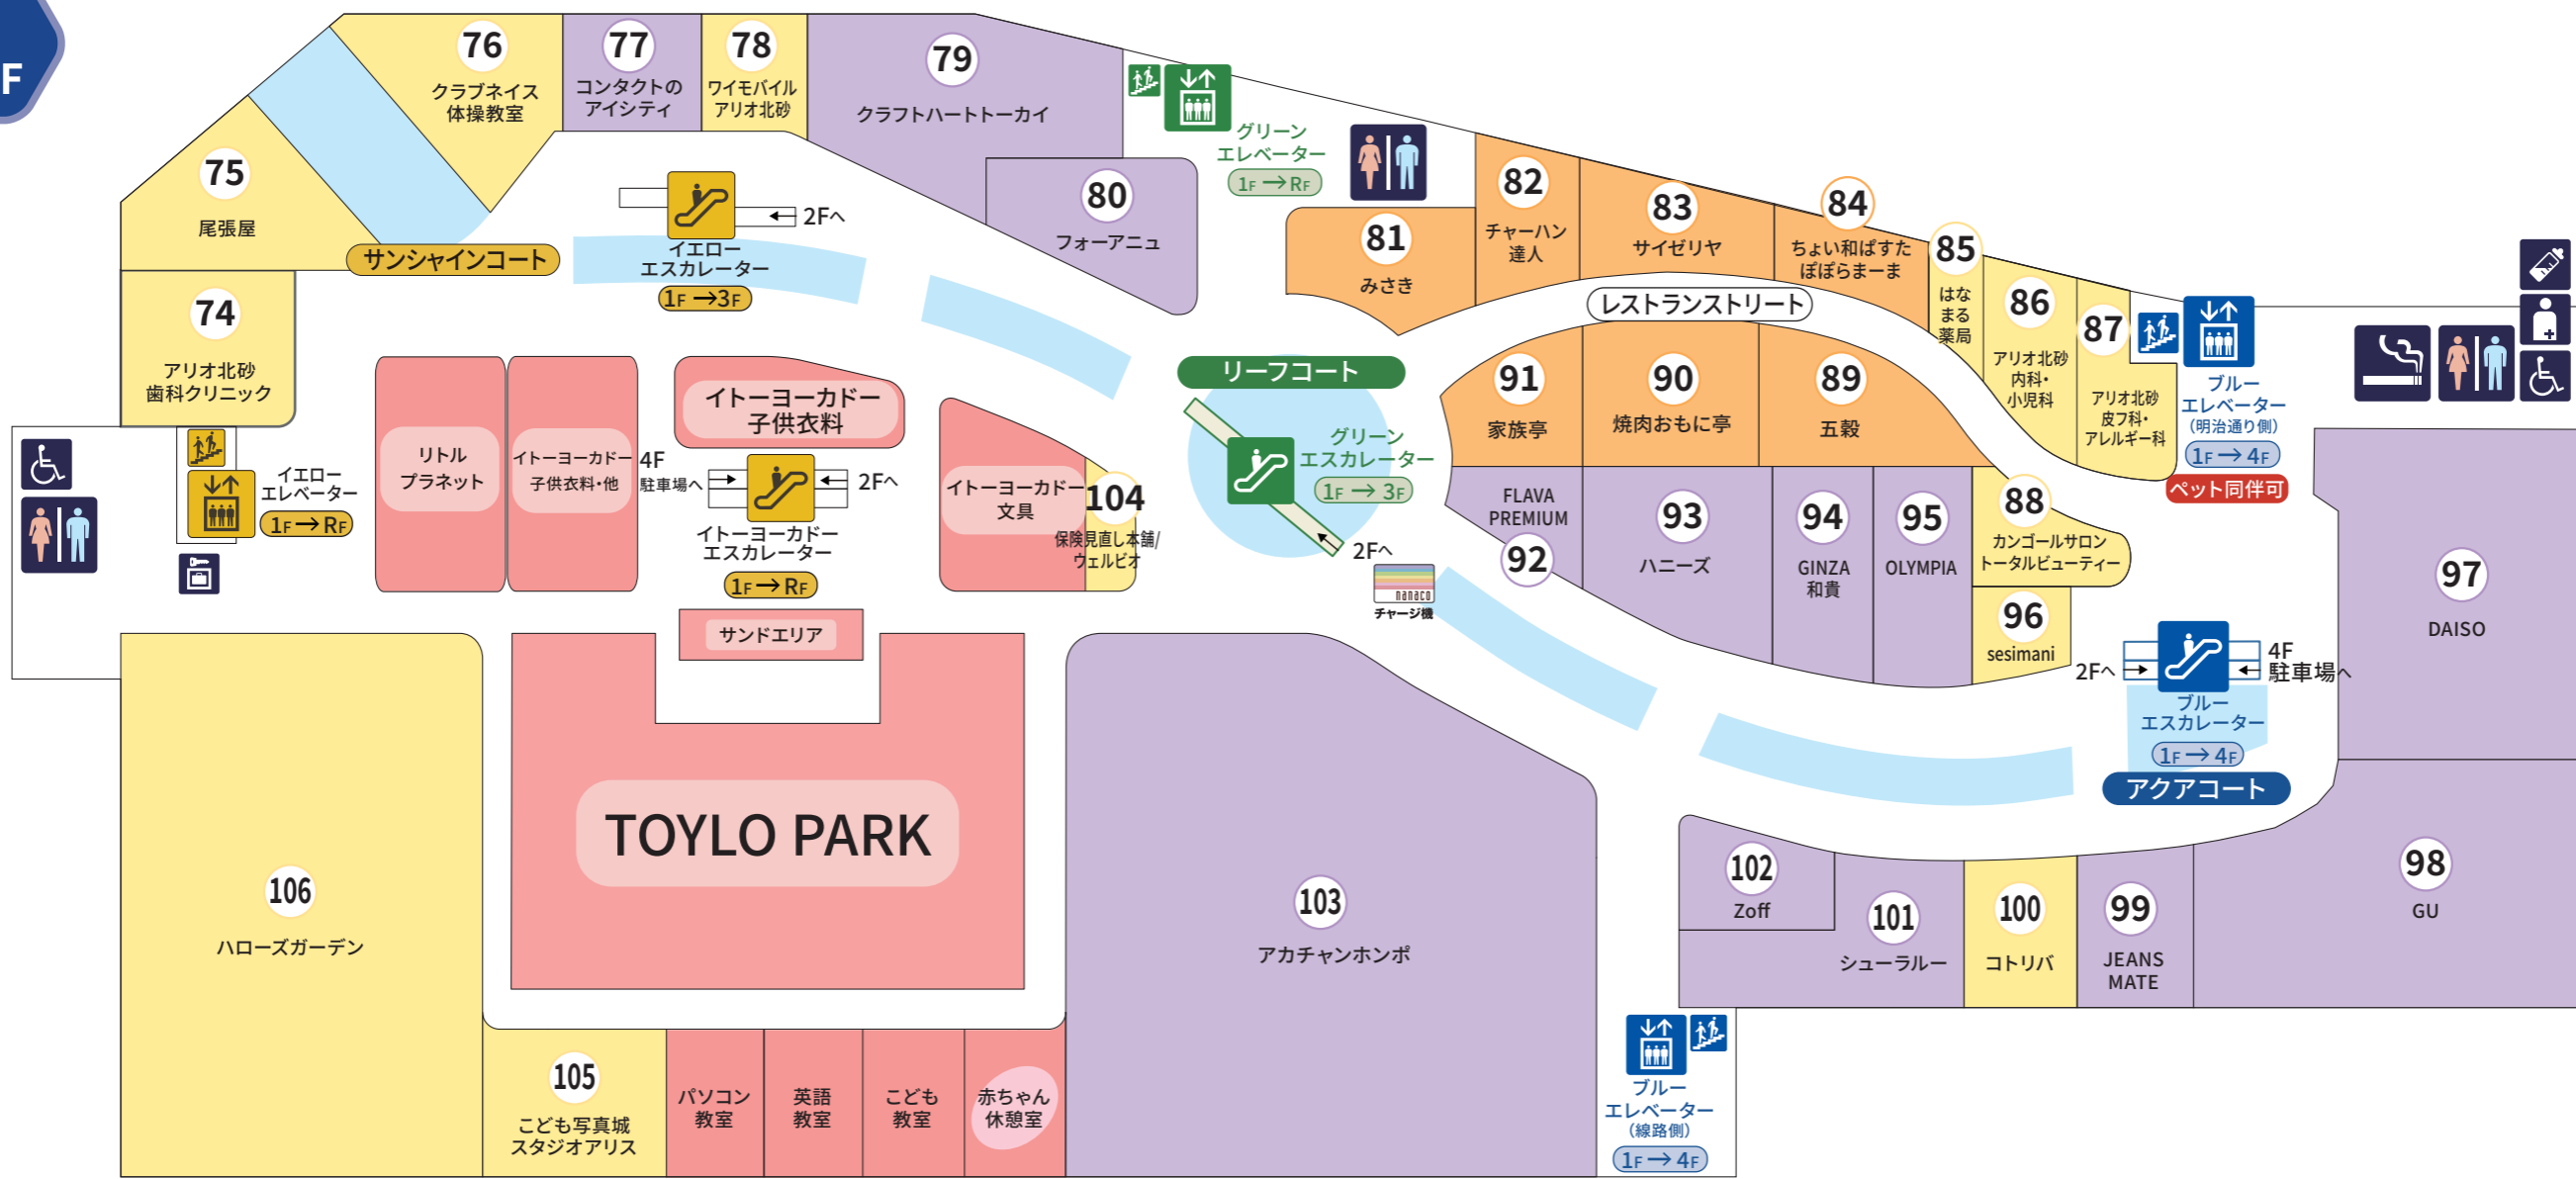 F
76
クラブネイス
体操教室
77
コンタクトの
アイシティ
78
ワイモバイル
アリオ北砂
79
クラフトハートトーカイ
80
フォーアニュ
グリーン
エレベーター
1F→RF
75
尾張屋
サンシャインコート
イエロー
エスカレーター
1F→3F
2Fへ
74
アリオ北砂
歯科クリニック
81
みさき
82
チャーハン
達人
83
サイゼリヤ
84
ちょい和ぱすた
ぽぽらまーま
85
はな
まる
薬局
86
アリオ北砂
内科・
小児科
87
アリオ北砂
皮フ科・
アレルギー科
レストランストリート
ブルー
エレベーター
(明治通り側)
1F→4F
ペット同伴可
イエロー
エレベーター
1F→RF
リトル
プラネット
イトーヨーカドー
子供衣料・他
イトーヨーカドー
子供衣料
4F
駐車場へ
2Fへ
イトーヨーカドー
エスカレーター
1F→RF
イトーヨーカドー
文具
104
保険見直し本舗/
ウェルビオ
リーフコート
グリーン
エスカレーター
1F→3F
2Fへ
nanaco
チャージ機
91
家族亭
90
焼肉おもに亭
89
五穀
FLAVA
PREMIUM
92
93
ハニーズ
94
GINZA
和貴
95
OLYMPIA
88
カンゴールサロン
トータルビューティー
96
sesimani
97
DAISO
2Fへ
4F
駐車場へ
ブルー
エスカレーター
1F→4F
アクアコート
サンドエリア
TOYLO PARK
106
ハローズガーデン
103
アカチャンホンポ
102
Zoff
101
シューラルー
100
コトリバ
99
JEANS
MATE
98
GU
105
こども写真城
スタジオアリス
パソコン
教室
英語
教室
こども
教室
赤ちゃん
休憩室
ブルー
エレベーター
(線路側)
1F→4F